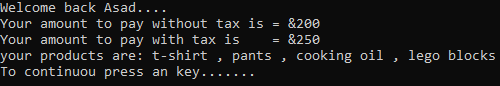 Welcome back Asad....
Your amount to pay without tax is = &200
Your amount to pay with tax is    = &250
your products are: t-shirt , pants , cooking oil , lego blocks
To continuou press an key.......